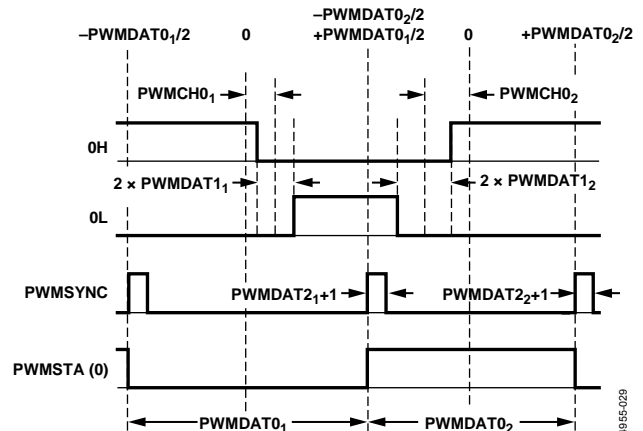 –PWMDAT0₁/2
0
–PWMDAT0₂/2
+PWMDAT0₁/2
0
+PWMDAT0₂/2
PWMCH0₁
PWMCH0₂
0H
2 × PWMDAT1₁
2 × PWMDAT1₂
0L
PWMSYNC
PWMDAT2₁+1
PWMDAT2₂+1
PWMSTA (0)
PWMDAT0₁
PWMDAT0₂
4955-029